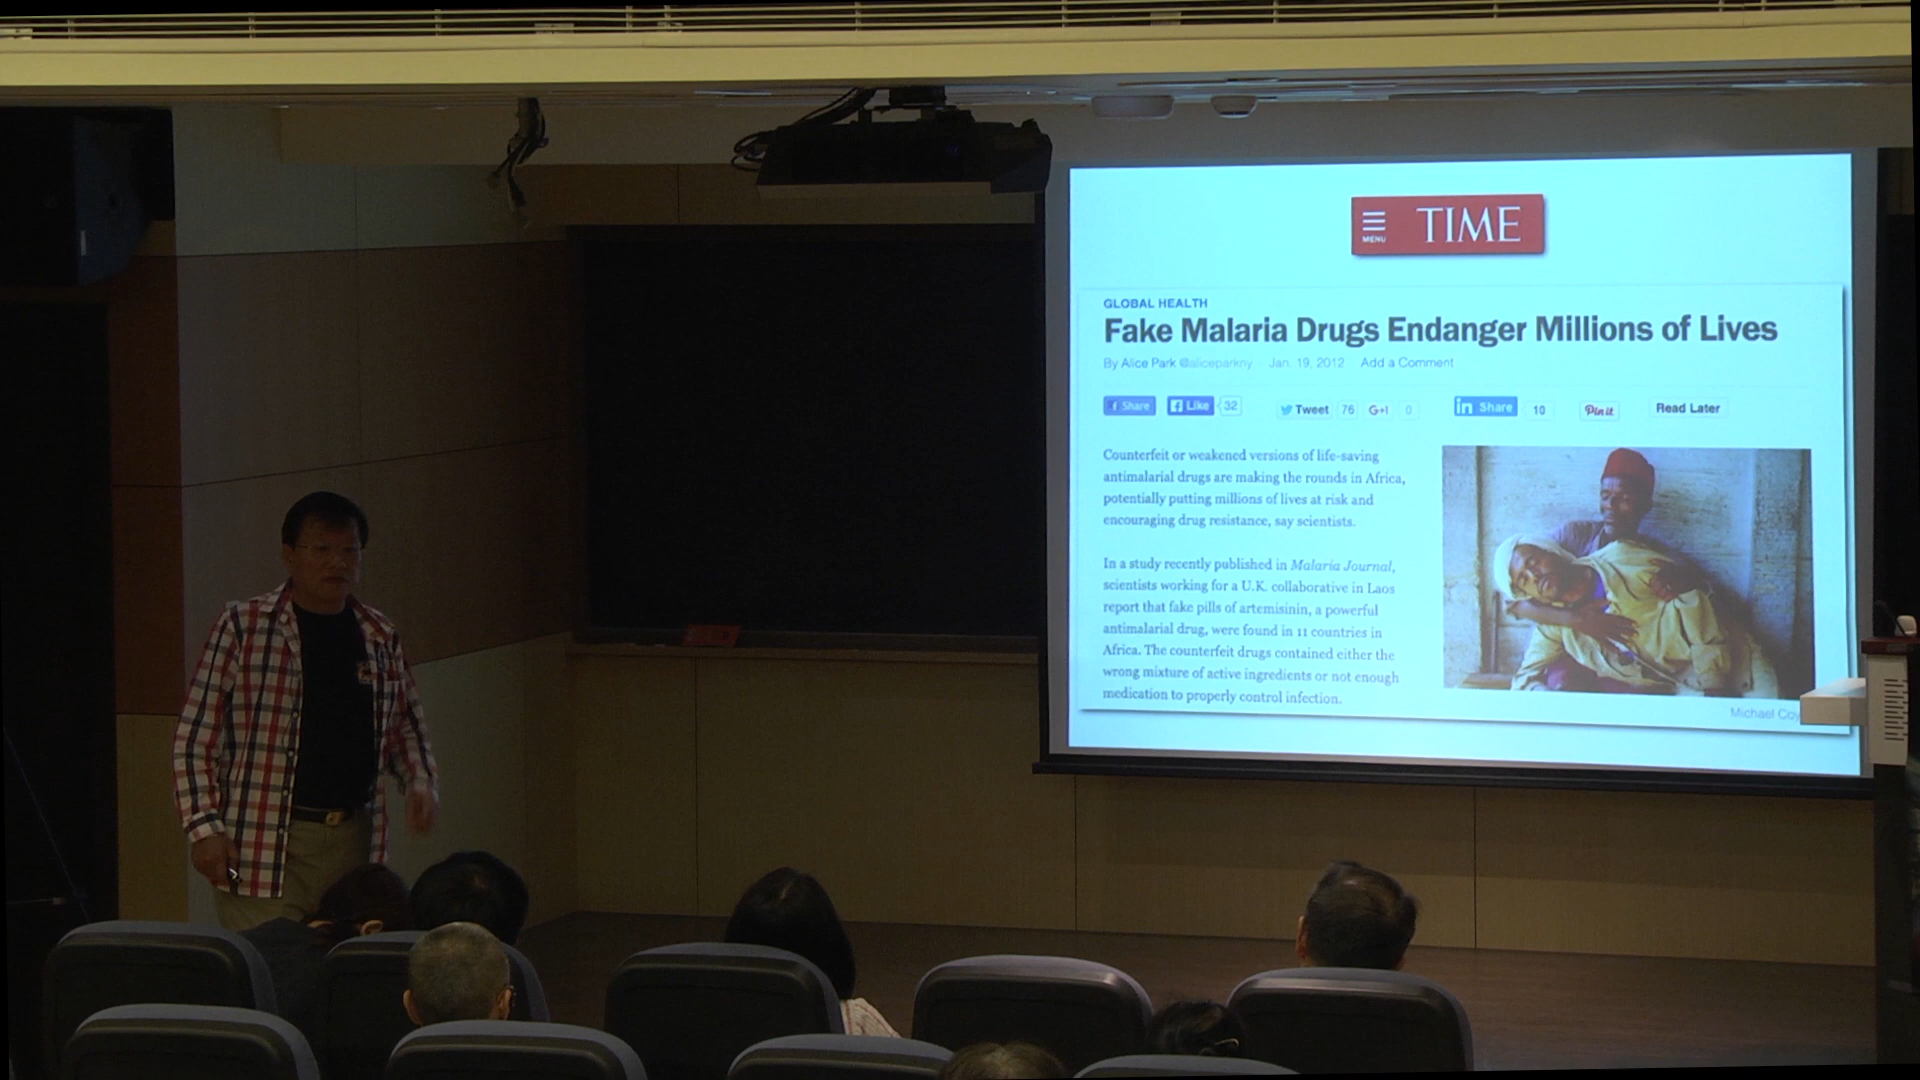 MENU TIME
GLOBAL HEALTH
Fake Malaria Drugs Endanger Millions of Lives
By Alice Park @aliceparkny Jan. 19, 2012 Add a Comment
f Share Like 32 Tweet 76 G+1 0 in Share 10 Pin it Read Later
Counterfeit or weakened versions of life-saving
antimalarial drugs are making the rounds in Africa,
potentially putting millions of lives at risk and
encouraging drug resistance, say scientists.
In a study recently published in Malaria Journal,
scientists working for a U.K. collaborative in Laos
report that fake pills of artemisinin, a powerful
antimalarial drug, were found in 11 countries in
Africa. The counterfeit drugs contained either the
wrong mixture of active ingredients or not enough
medication to properly control infection.
Michael